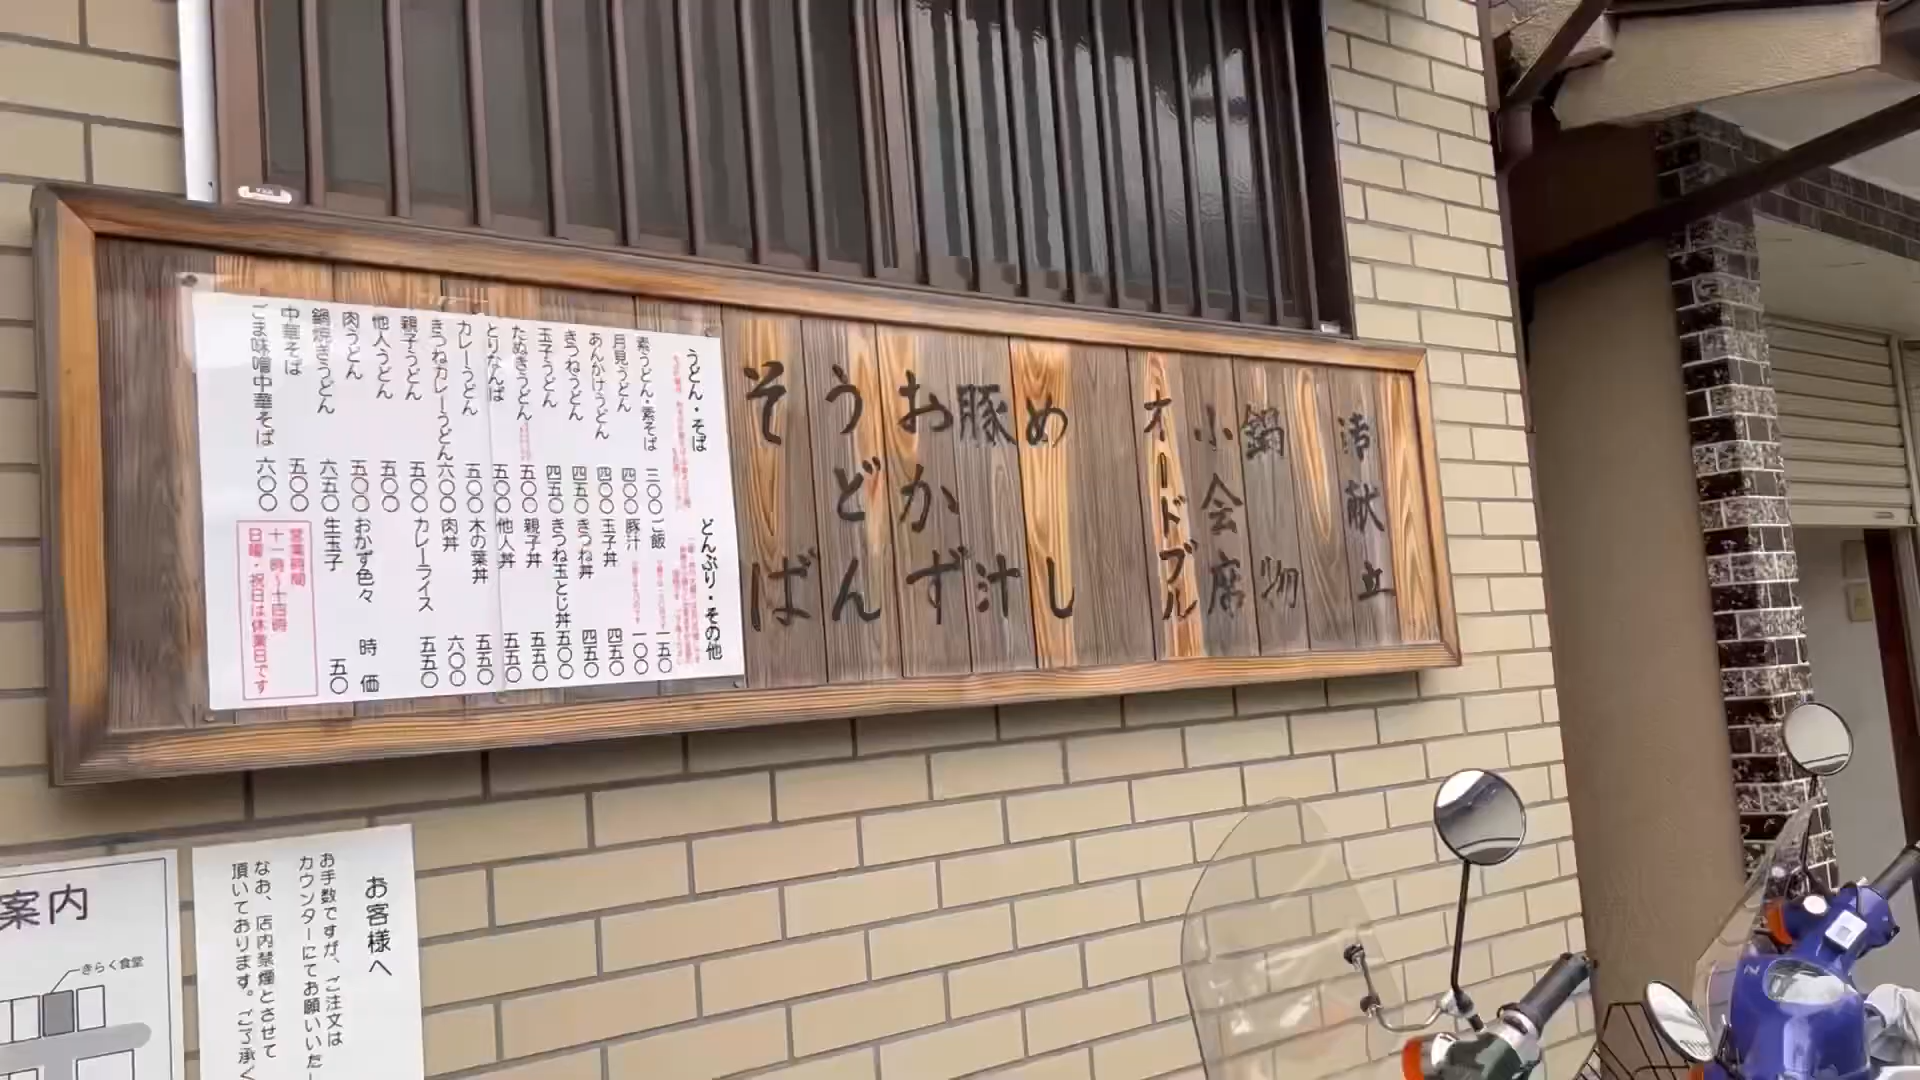 御献立
鍋物
小会席
オードブル
めし
豚汁
おかず
うどん
そば
うどん・そば
素うどん・素そば 三〇〇
月見うどん 四〇〇
あんかけうどん 四〇〇
きつねうどん 四五〇
玉子うどん 四五〇
たぬきうどん 五〇〇
とりなんば 五〇〇
カレーうどん 五〇〇
きつねカレーうどん 六〇〇
親子うどん 五〇〇
他人うどん 五〇〇
肉うどん 五〇〇
鍋焼きうどん 六五〇
中華そば 五〇〇
ごま味噌中華そば 六〇〇
どんぶり・その他
ご飯 一五〇
豚汁 一〇〇
玉子丼 四五〇
きつね丼 四五〇
きつね玉とじ丼 五〇〇
親子丼 五五〇
他人丼 五五〇
木の葉丼 五五〇
肉丼 六〇〇
カレーライス 五五〇
おかず色々 時価
生玉子 五〇
営業時間
十一時〜十四時
日曜・祝日は休業日です
お客様へ
お手数ですが、ご注文は
カウンターにてお願いいた
なお、店内禁煙とさせて
頂いております。ご了承く
案内
きらく食堂